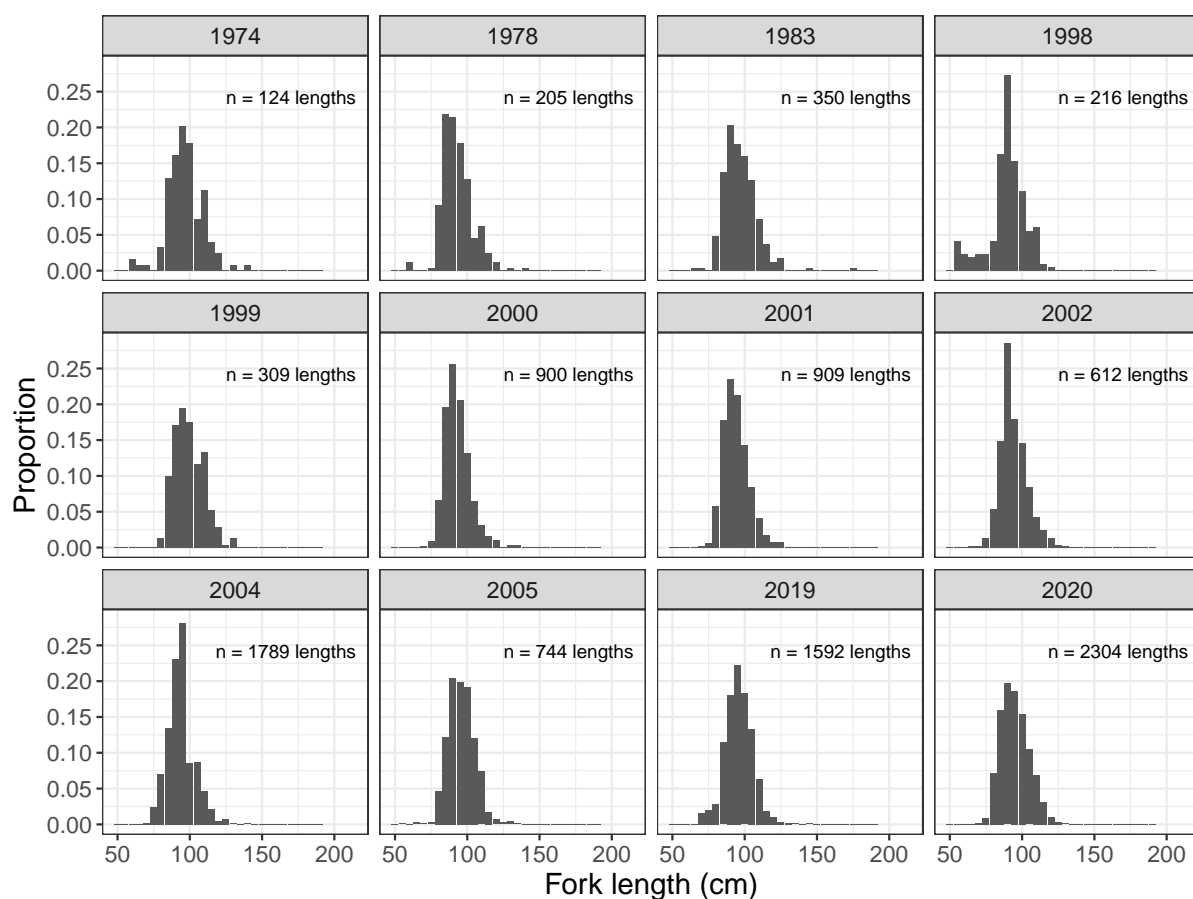 1974 1978 1983 1998
n = 124 lengths n = 205 lengths n = 350 lengths n = 216 lengths
0.25
0.20
0.15
0.10
0.05
0.00
1999 2000 2001 2002
n = 309 lengths n = 900 lengths n = 909 lengths n = 612 lengths
0.25
0.20
0.15
0.10
0.05
0.00
Proportion
2004 2005 2019 2020
n = 1789 lengths n = 744 lengths n = 1592 lengths n = 2304 lengths
0.25
0.20
0.15
0.10
0.05
0.00
50 100 150 200 50 100 150 200 50 100 150 200 50 100 150 200
Fork length (cm)